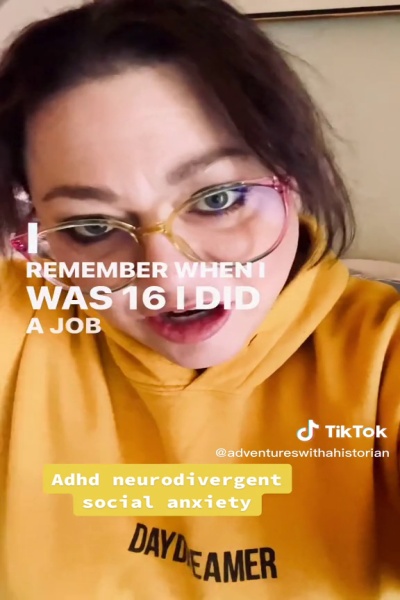 I
REMEMBER WHEN I
WAS 16 I DID
A JOB
TikTok
@adventureswithahistorian
Adhd neurodivergent
social anxiety
DAYDREAMER